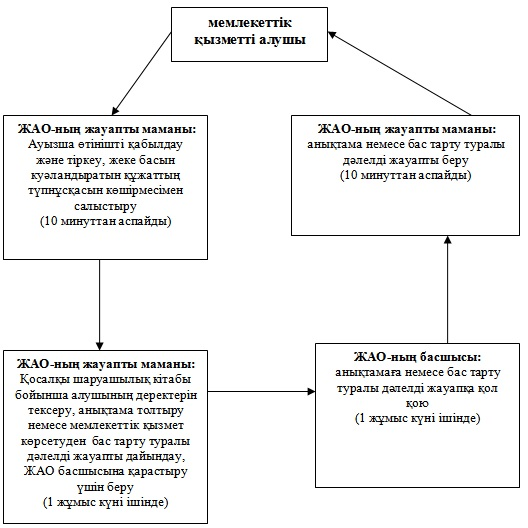 мемлекеттік
қызметті алушы
ЖАО-ның жауапты маманы:
Ауызша өтінішті қабылдау
және тіркеу, жеке басын
куәландыратын құжаттың
түпнұсқасын көшірмесімен
салыстыру
(10 минуттан аспайды)
ЖАО-ның жауапты маманы:
анықтама немесе бас тарту туралы
дәлелді жауапты беру
(10 минуттан аспайды)
ЖАО-ның жауапты маманы:
Қосалқы шаруашылық кітабы
бойынша алушының деректерін
тексеру, анықтама толтыру
немесе мемлекеттік қызмет
көрсетуден бас тарту туралы
дәлелді жауапты дайындау,
ЖАО басшысына қарастыру
үшін беру
(1 жұмыс күні ішінде)
ЖАО-ның басшысы:
анықтамаға немесе бас тарту
туралы дәлелді жауапқа қол
қою
(1 жұмыс күні ішінде)